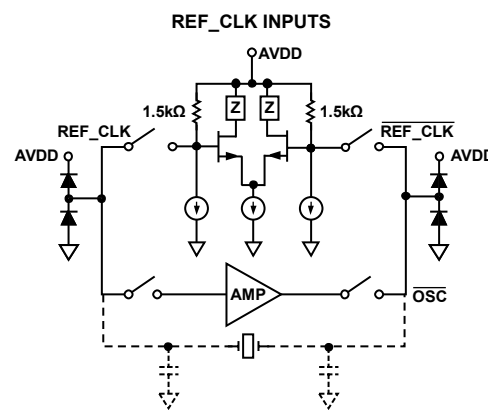 REF_CLK INPUTS
AVDD
1.5kΩ
Z
Z
1.5kΩ
REF_CLK
REF_CLK
AVDD
AVDD
AMP
OSC